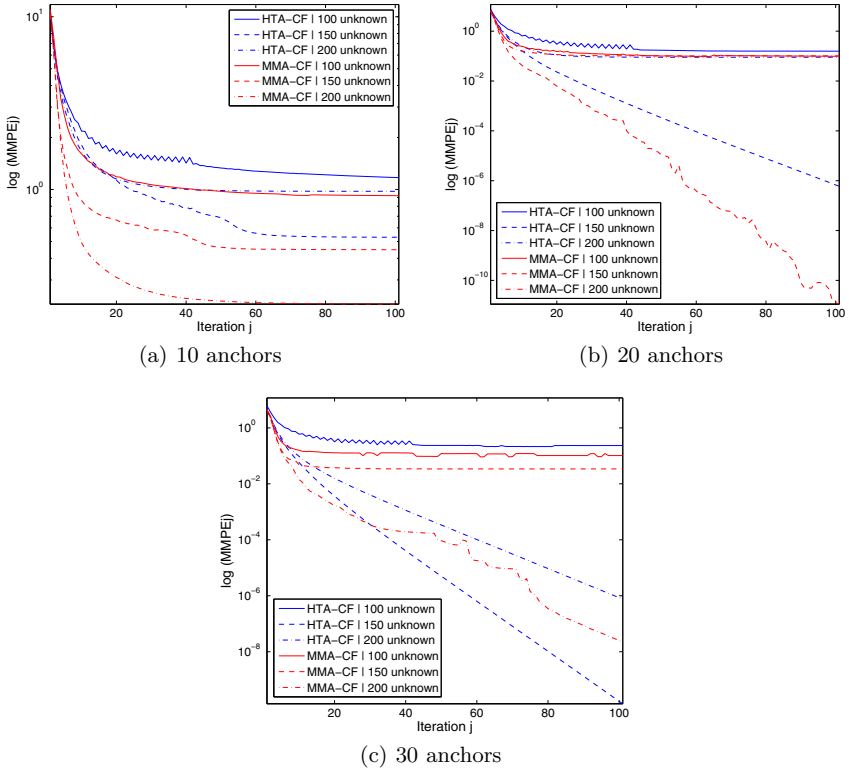 10^1
10^0
log (MMPEj)
20
40
60
80
100
Iteration j
HTA-CF | 100 unknown
HTA-CF | 150 unknown
HTA-CF | 200 unknown
MMA-CF | 100 unknown
MMA-CF | 150 unknown
MMA-CF | 200 unknown
(a) 10 anchors
10^0
10^-2
10^-4
10^-6
10^-8
10^-10
log (MMPEj)
20
40
60
80
100
Iteration j
HTA-CF | 100 unknown
HTA-CF | 150 unknown
HTA-CF | 200 unknown
MMA-CF | 100 unknown
MMA-CF | 150 unknown
MMA-CF | 200 unknown
(b) 20 anchors
10^0
10^-2
10^-4
10^-6
10^-8
log (MMPEj)
20
40
60
80
100
Iteration j
HTA-CF | 100 unknown
HTA-CF | 150 unknown
HTA-CF | 200 unknown
MMA-CF | 100 unknown
MMA-CF | 150 unknown
MMA-CF | 200 unknown
(c) 30 anchors